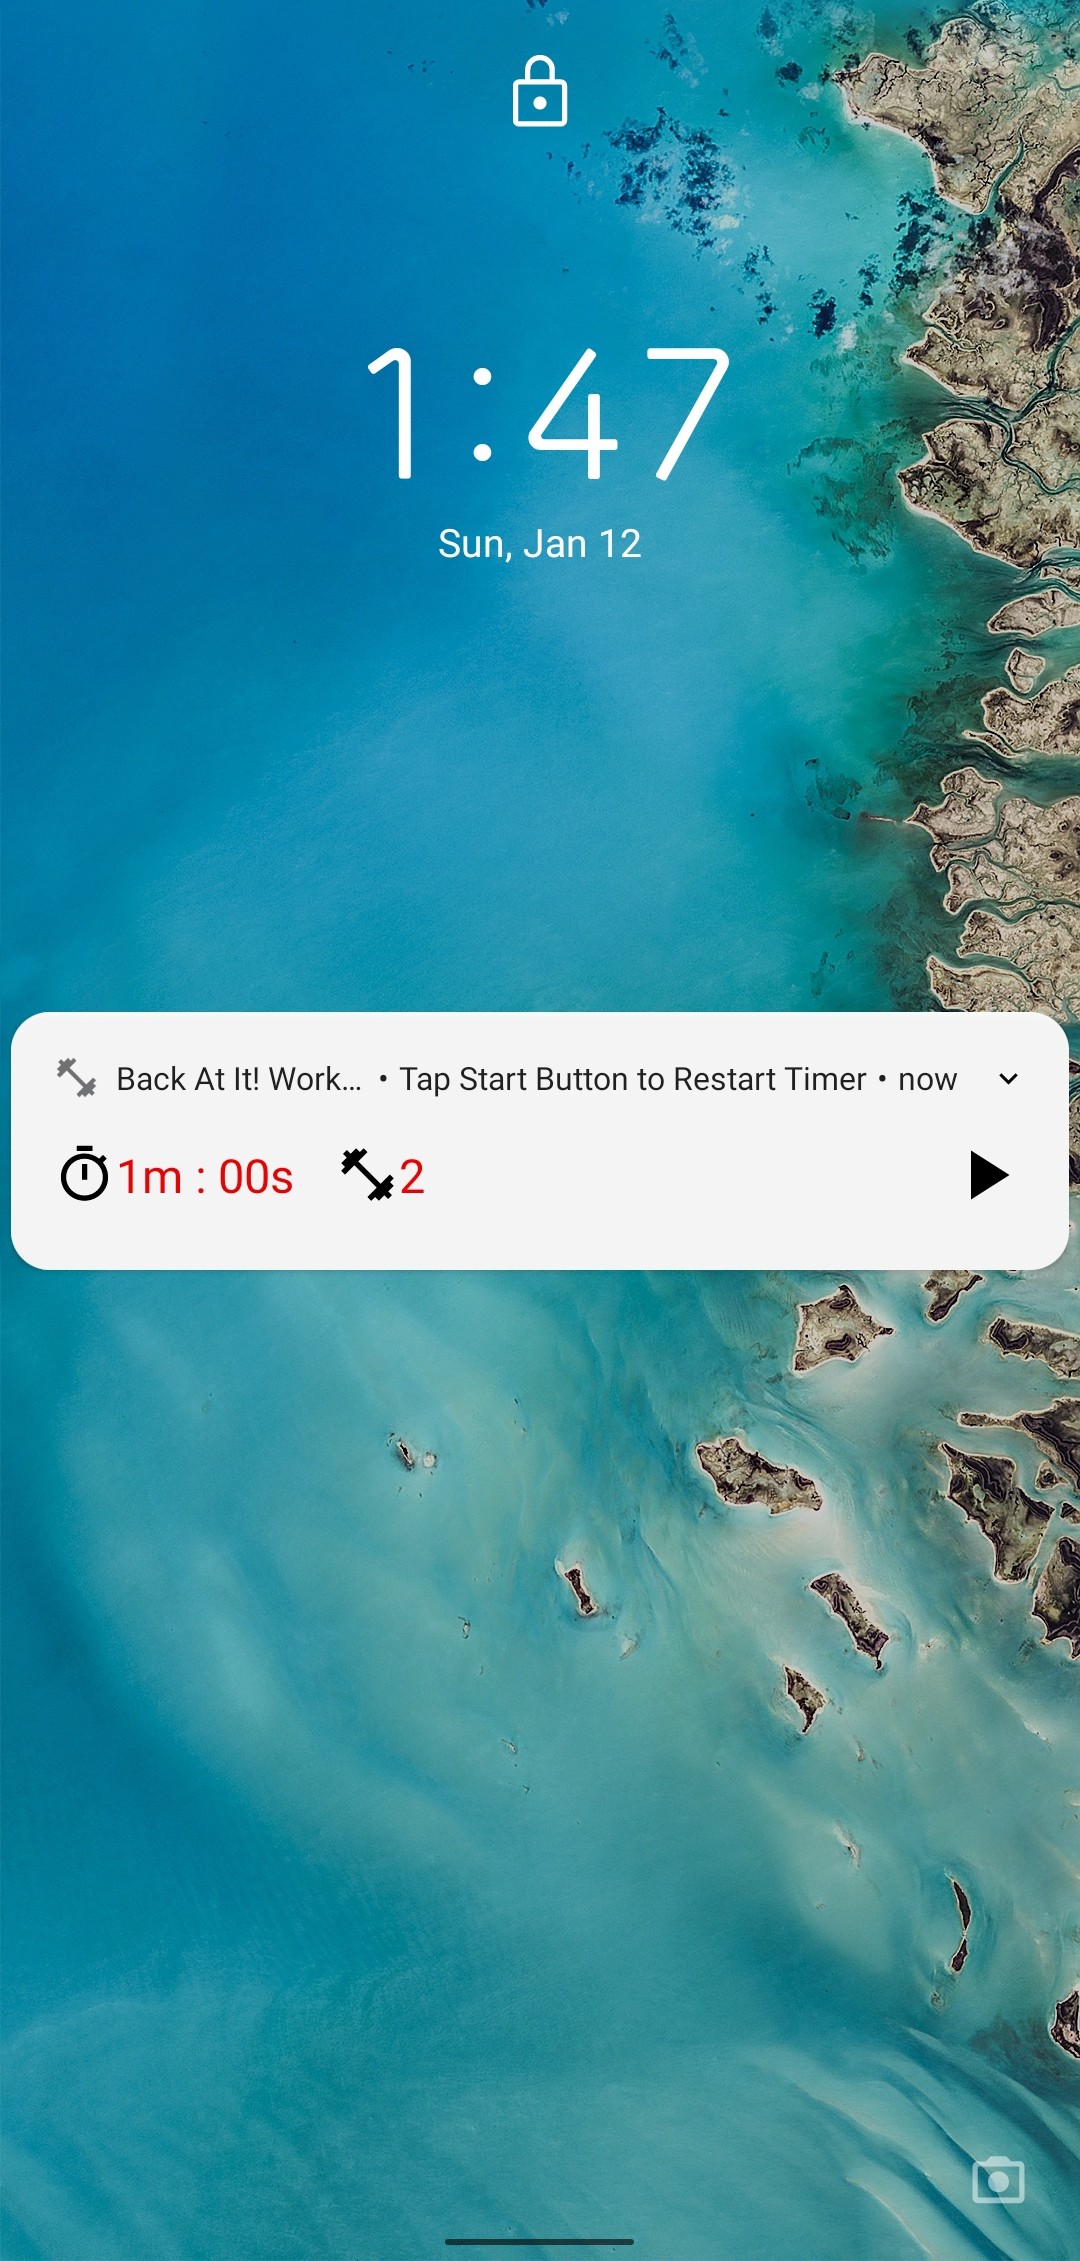 1:47
Sun, Jan 12
Back At It! Work... • Tap Start Button to Restart Timer • now
1m : 00s 2